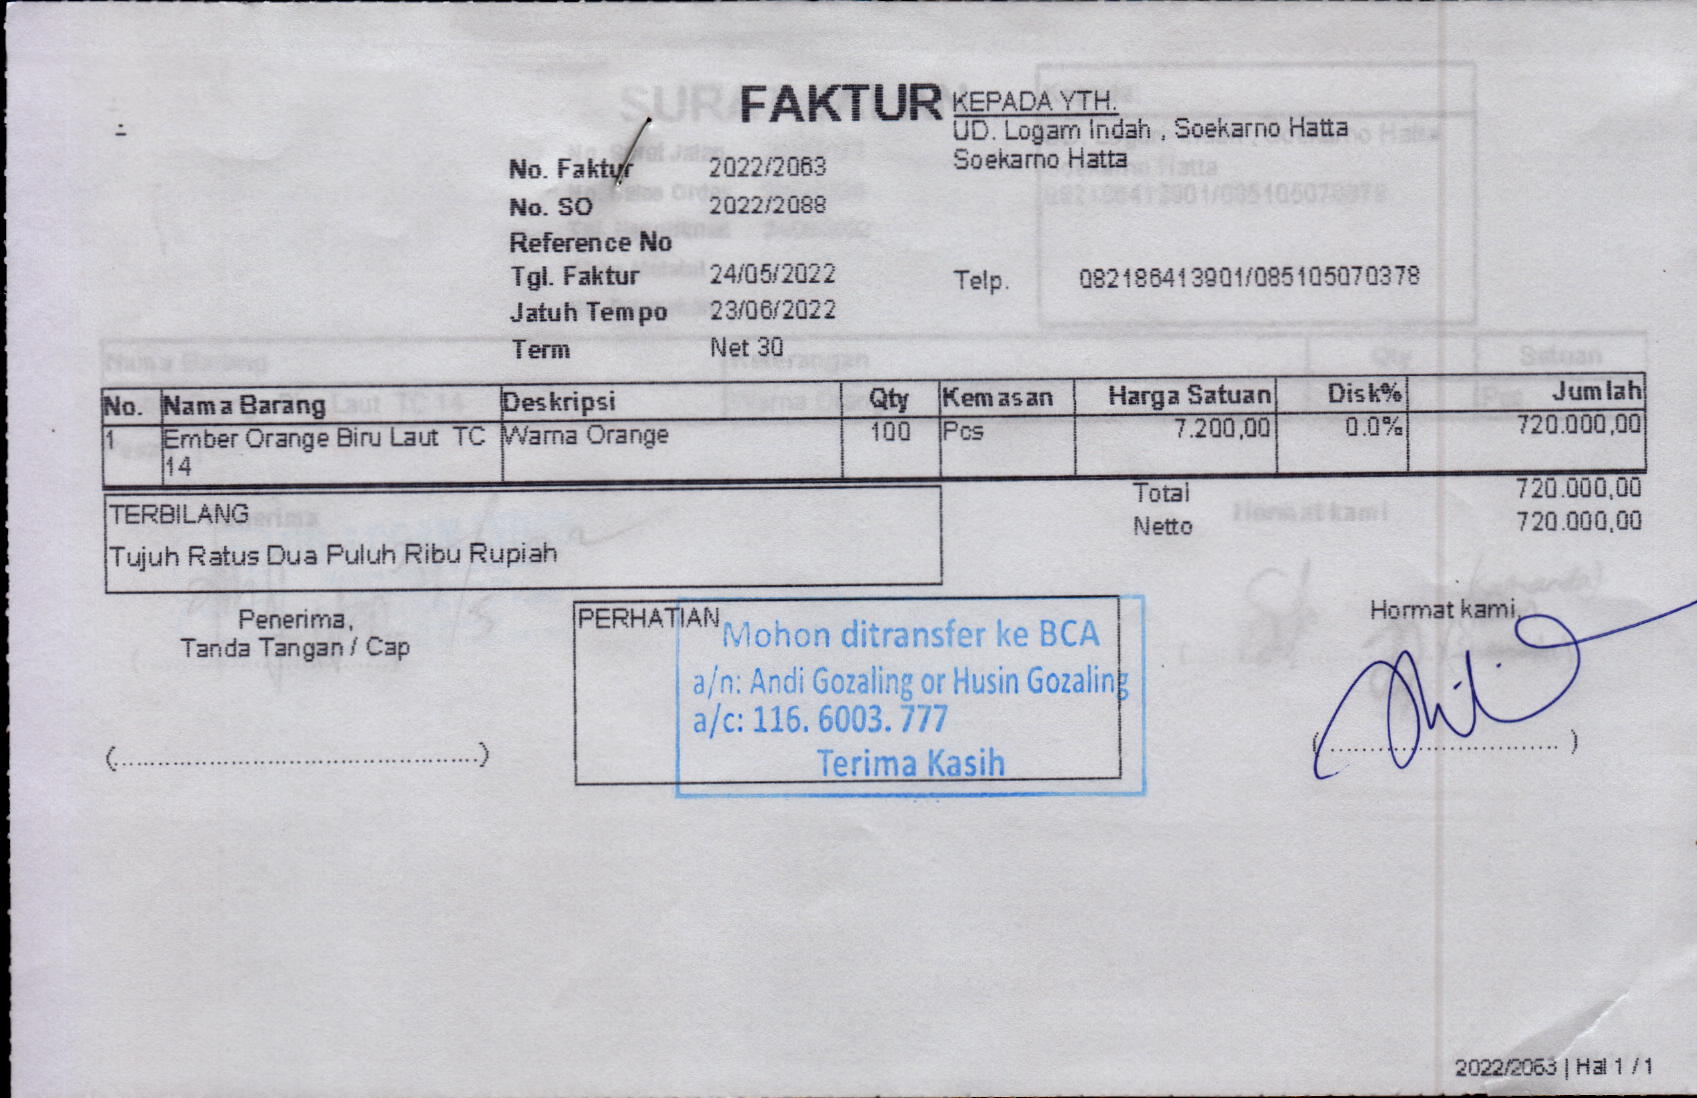 FAKTUR
KEPADA YTH.
UD. Logam Indah , Soekarno Hatta
Soekarno Hatta
No. Faktur 2022/2063
No. SO 2022/2088
Reference No
Tgl. Faktur 24/05/2022
Telp. 082186413901/085105070378
Jatuh Tempo 23/06/2022
Term Net 30
No. Nama Barang Deskripsi Qty Kemasan Harga Satuan Disk% Jumlah
1 Ember Orange Biru Laut TC Warna Orange 100 Pcs 7.200,00 0.0% 720.000,00
14
Total 720.000,00
Netto 720.000,00
TERBILANG
Tujuh Ratus Dua Puluh Ribu Rupiah
Penerima,
Tanda Tangan / Cap
(................................................)
PERHATIAN
Mohon ditransfer ke BCA
a/n: Andi Gozaling or Husin Gozaling
a/c: 116. 6003. 777
Terima Kasih
Hormat kami,
(................................ )
2022/2063 | Hal 1 / 1